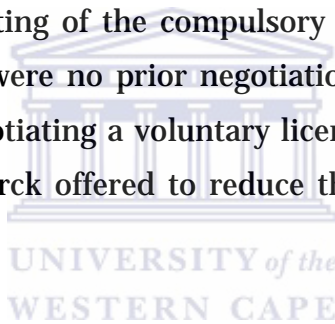 ting of the compulsory
were no prior negotiatio
otiating a voluntary licen
rck offered to reduce th
UNIVERSITY of the
WESTERN CAPE